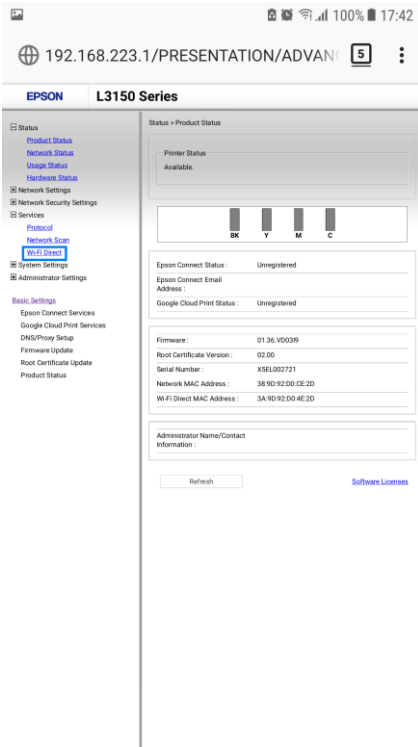 100% 17:42
192.168.223.1/PRESENTATION/ADVAN
5
EPSON L3150 Series
Status
Product Status
Network Status
Usage Status
Hardware Status
Network Settings
Network Security Settings
Services
Protocol
Network Scan
Wi-Fi Direct
System Settings
Administrator Settings
Basic Settings
Epson Connect Services
Google Cloud Print Services
DNS/Proxy Setup
Firmware Update
Root Certificate Update
Product Status
Status > Product Status
Printer Status
Available.
BK Y M C
Epson Connect Status : Unregistered
Epson Connect Email
Address :
Google Cloud Print Status : Unregistered
Firmware : 01.36.VD03I9
Root Certificate Version : 02.00
Serial Number : X5EL002721
Network MAC Address : 38:9D:92:D0:CE:2D
Wi-Fi Direct MAC Address : 3A:9D:92:D0:4E:2D
Administrator Name/Contact
Information :
Refresh
Software Licenses